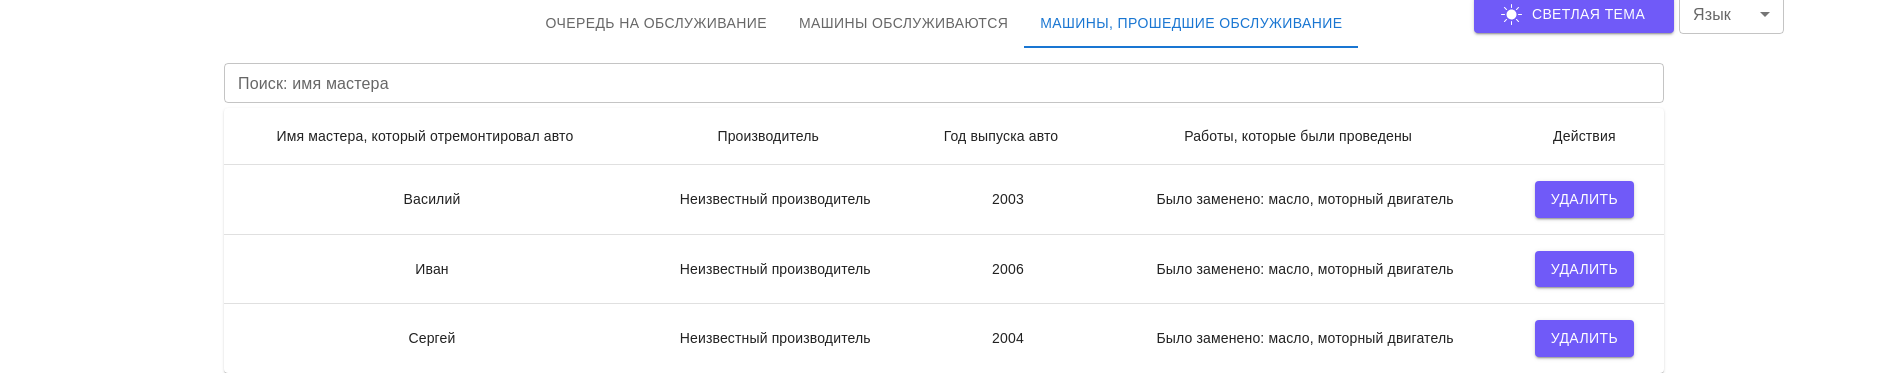 ОЧЕРЕДЬ НА ОБСЛУЖИВАНИЕ МАШИНЫ ОБСЛУЖИВАЮТСЯ МАШИНЫ, ПРОШЕДШИЕ ОБСЛУЖИВАНИЕ СВЕТЛАЯ ТЕМА Язык
Поиск: имя мастера
Имя мастера, который отремонтировал авто Производитель Год выпуска авто Работы, которые были проведены Действия
Василий Неизвестный производитель 2003 Было заменено: масло, моторный двигатель УДАЛИТЬ
Иван Неизвестный производитель 2006 Было заменено: масло, моторный двигатель УДАЛИТЬ
Сергей Неизвестный производитель 2004 Было заменено: масло, моторный двигатель УДАЛИТЬ